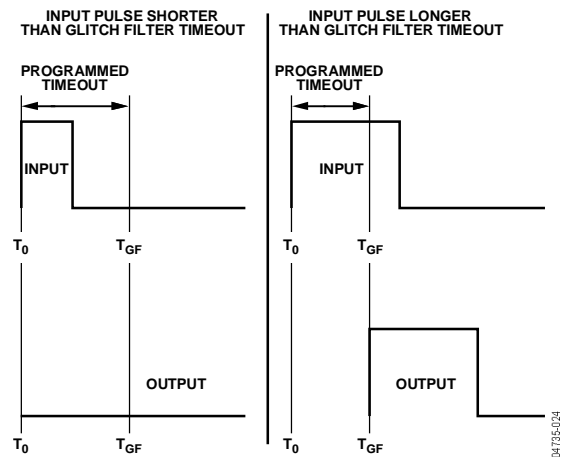 INPUT PULSE SHORTER
THAN GLITCH FILTER TIMEOUT
INPUT PULSE LONGER
THAN GLITCH FILTER TIMEOUT
PROGRAMMED
TIMEOUT
PROGRAMMED
TIMEOUT
INPUT
INPUT
T0
TGF
T0
TGF
OUTPUT
OUTPUT
T0
TGF
T0
TGF
04735-024